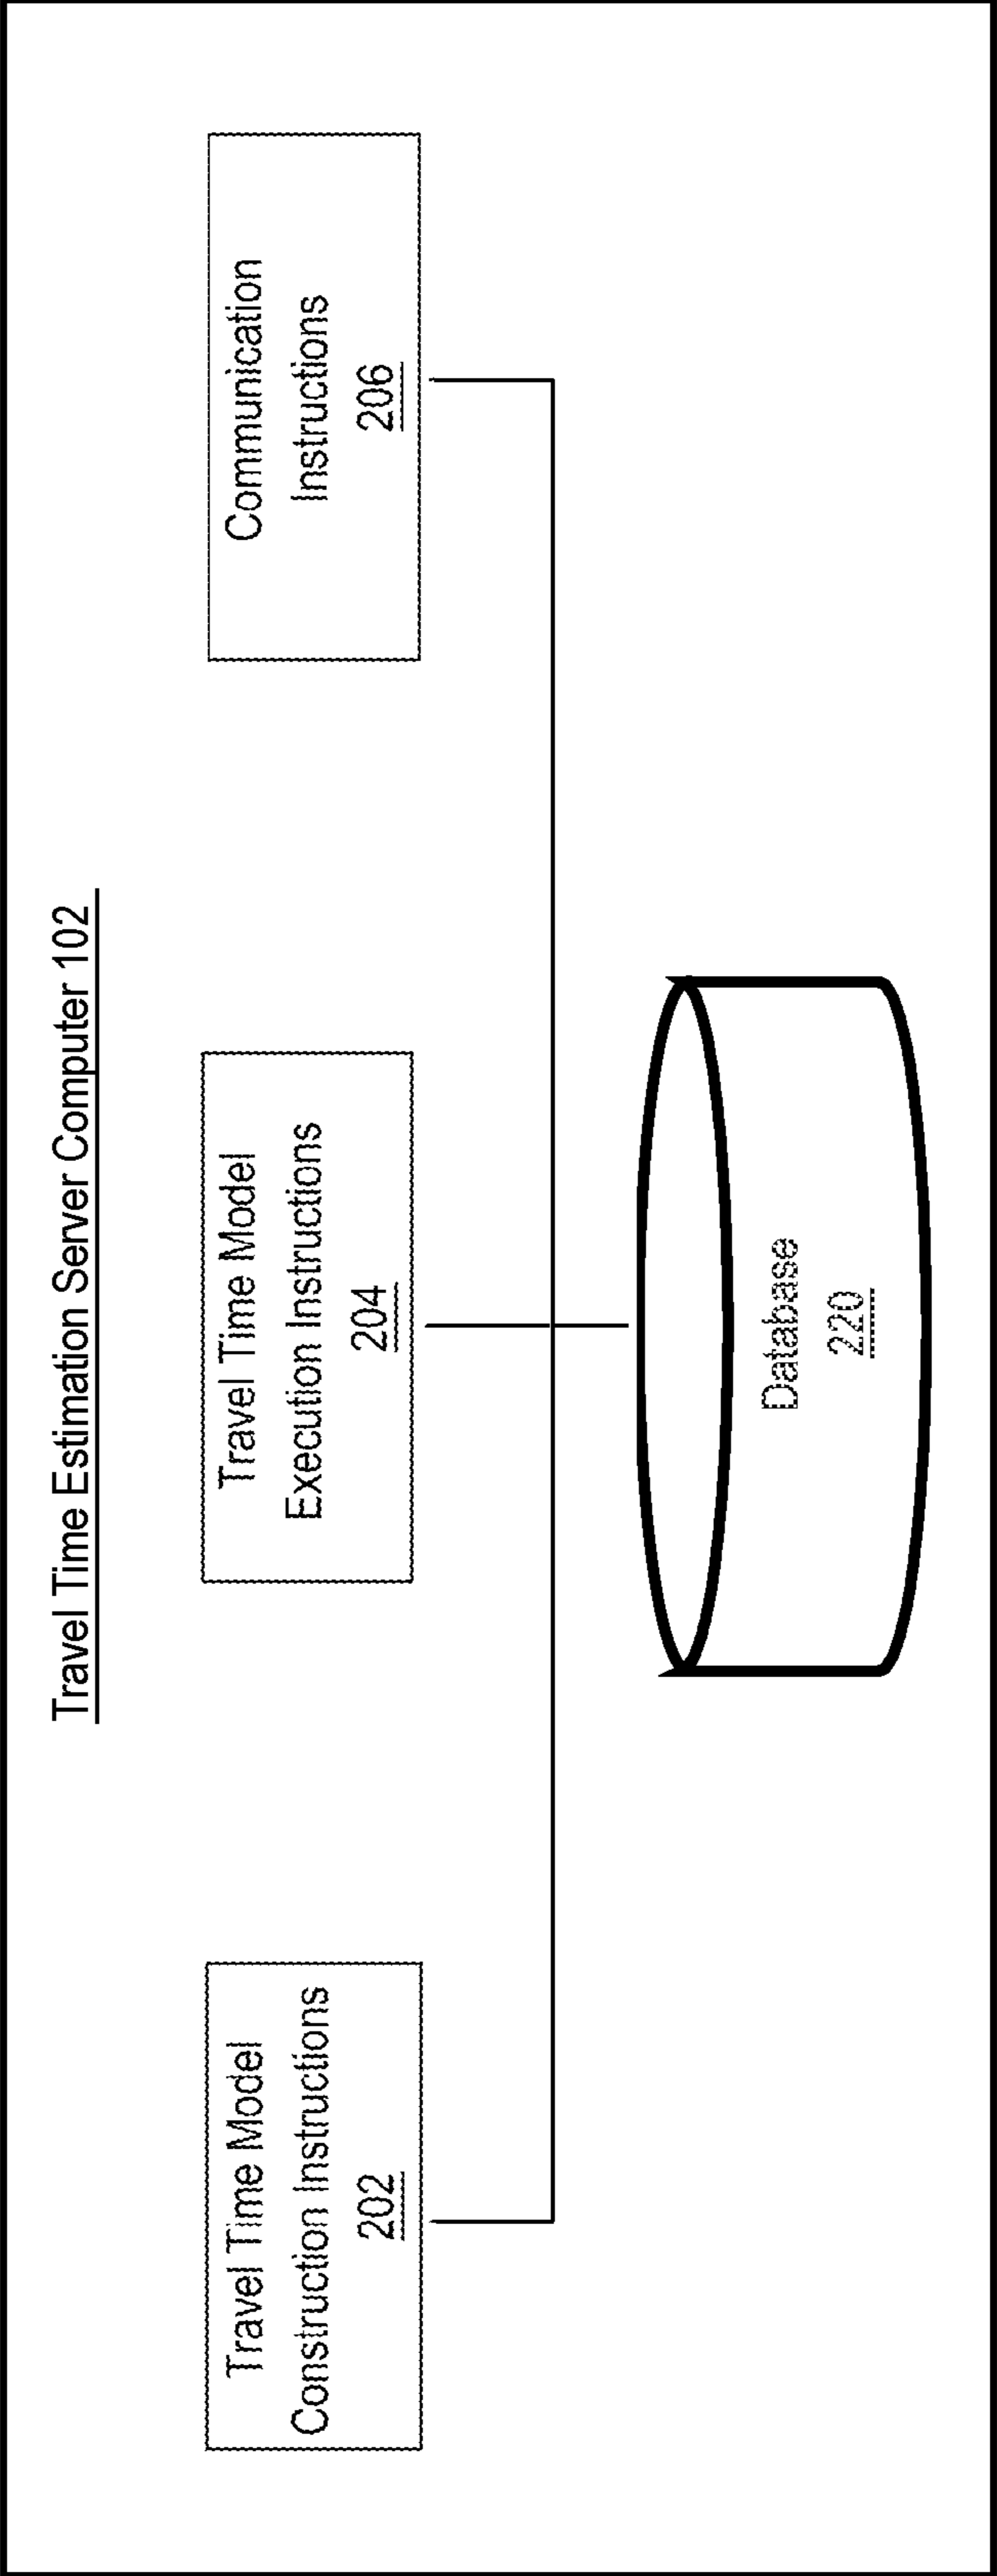 Travel Time Estimation Server Computer 102
Travel Time Model
Construction Instructions
202
Travel Time Model
Execution Instructions
204
Communication
Instructions
206
Database
220